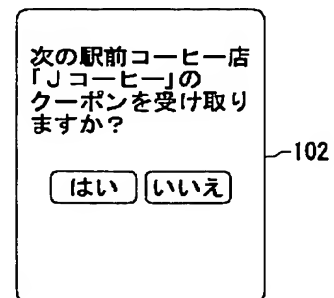 次の駅前コーヒー店
「Jコーヒー」の
クーポンを受け取り
ますか?
はい いいえ
102